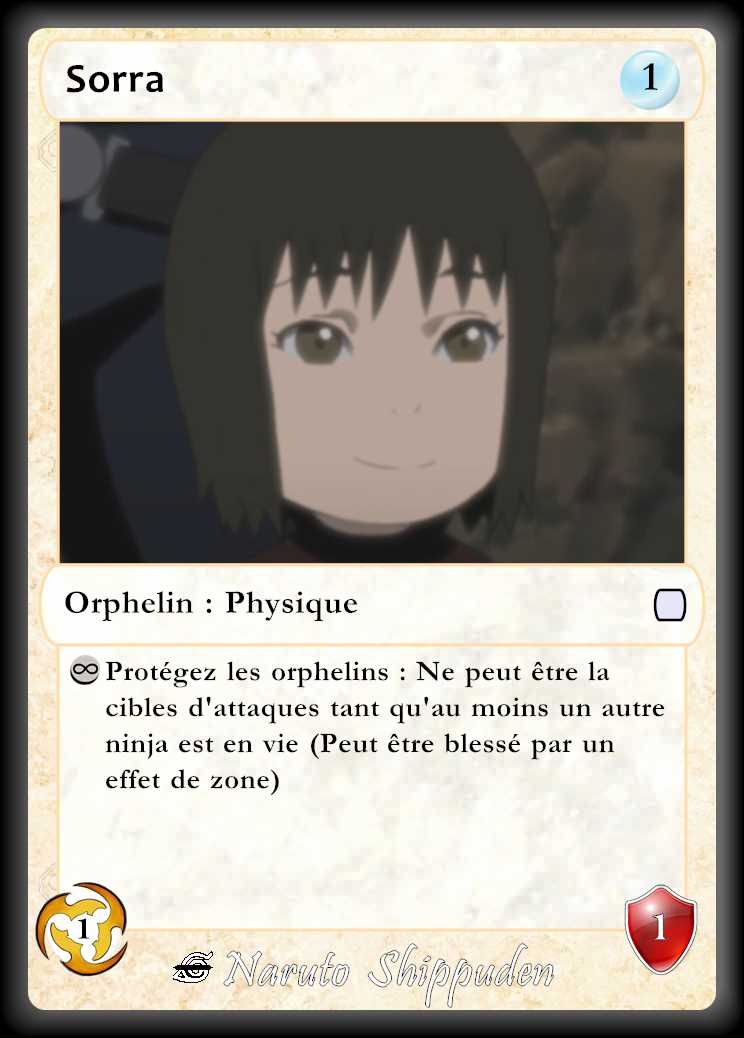 Sorra
1
Orphelin : Physique
Protégez les orphelins : Ne peut être la
cibles d'attaques tant qu'au moins un autre
ninja est en vie (Peut être blessé par un
effet de zone)
1
1
Naruto Shippuden